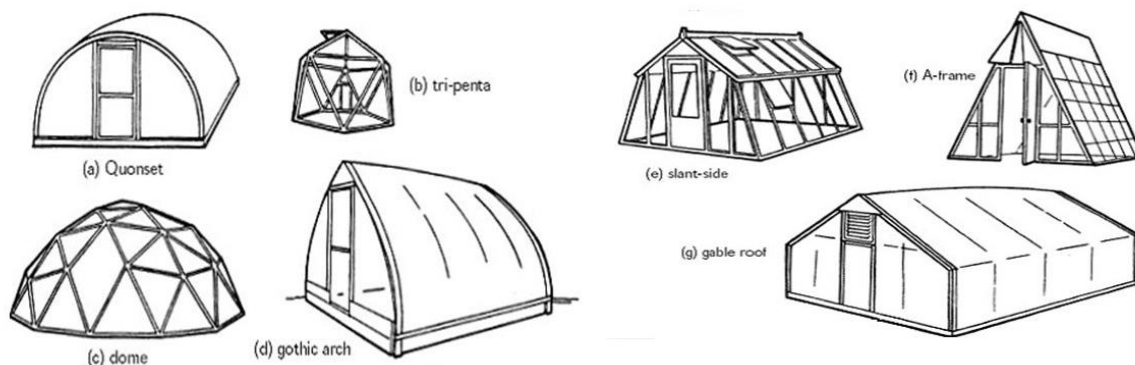 (a) Quonset
(b) tri-penta
(c) dome
(d) gothic arch
(e) slant-side
(f) A-frame
(g) gable roof